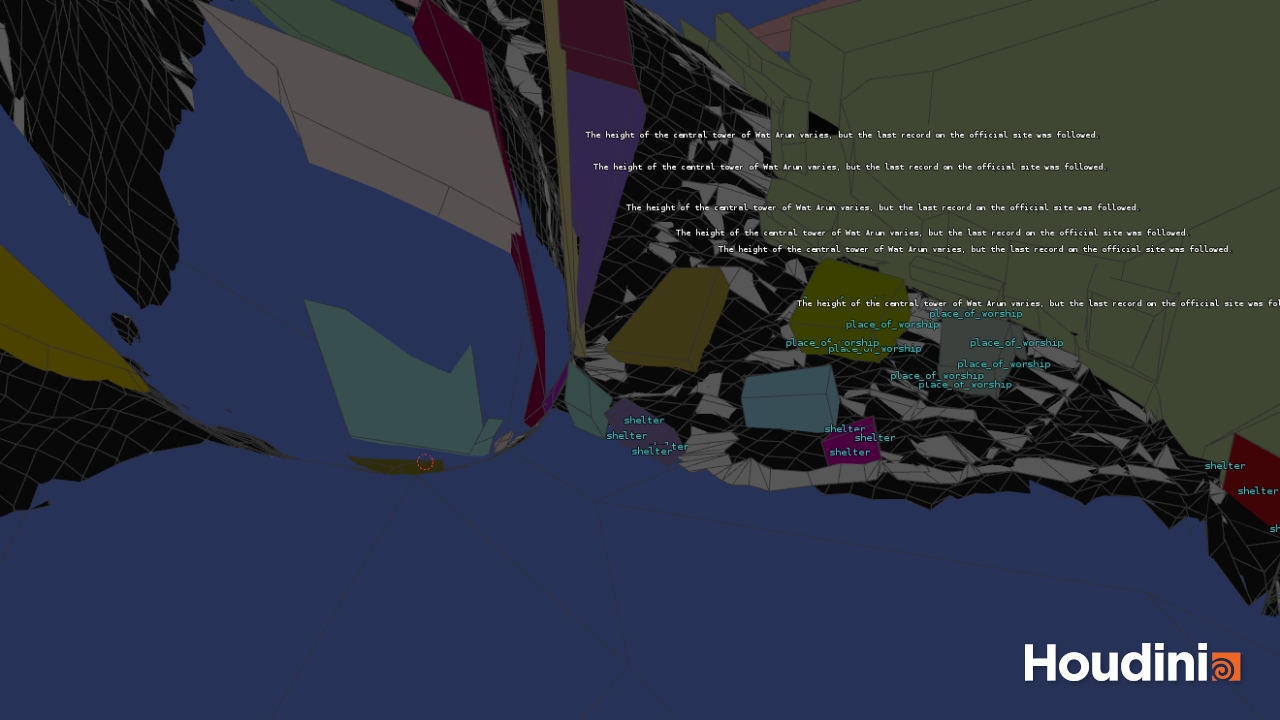 The height of the central tower of Wat Arun varies, but the last record on the official site was followed.
The height of the central tower of Wat Arun varies, but the last record on the official site was followed.
The height of the central tower of Wat Arun varies, but the last record on the official site was followed.
The height of the central tower of Wat Arun varies, but the last record on the official site was followed.
The height of the central tower of Wat Arun varies, but the last record on the official site was followed.
The height of the central tower of Wat Arun varies, but the last record on the official site was fol
place_of_worship
place_of_worship
place_of_worship
place_of_worship
place_of_worship
place_of_worship
place_of_worship
place_of_worship
shelter
shelter
shelter
shelter
shelter
shelter
shelter
shelter
shelter
sh
Houdini